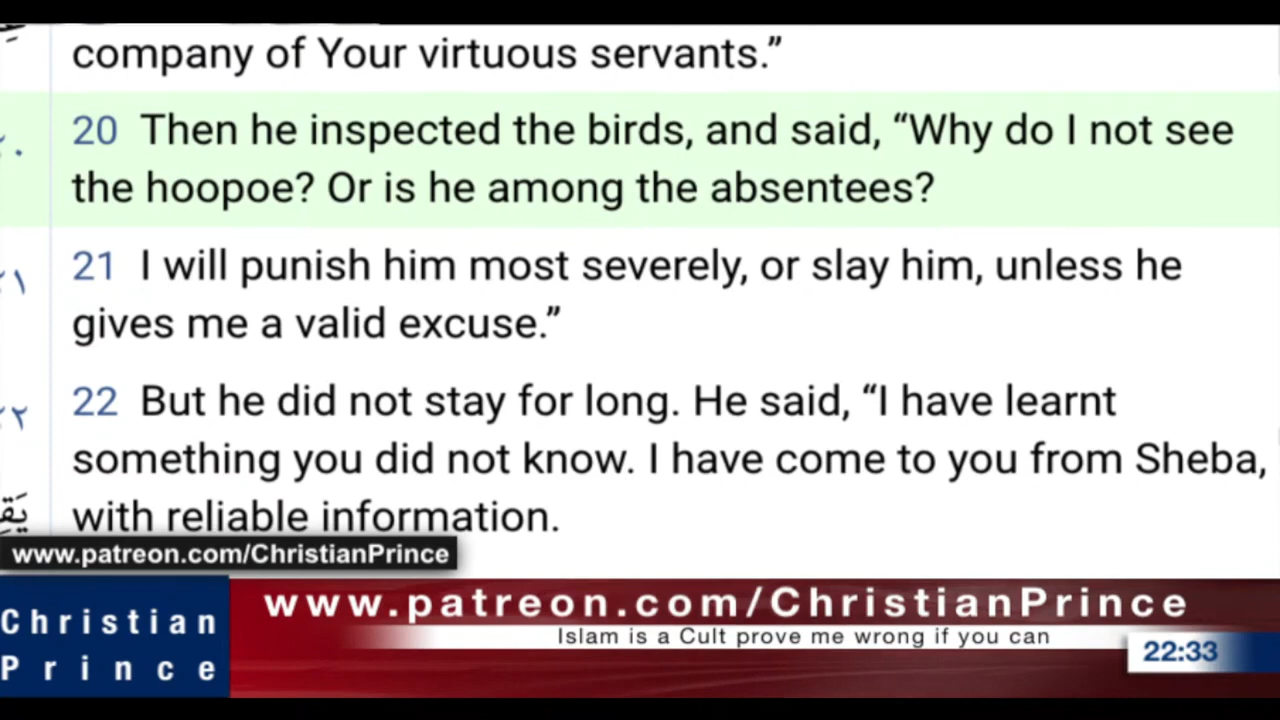 company of Your virtuous servants.”
20 Then he inspected the birds, and said, “Why do I not see
the hoopoe? Or is he among the absentees?
21 I will punish him most severely, or slay him, unless he
gives me a valid excuse.”
22 But he did not stay for long. He said, “I have learnt
something you did not know. I have come to you from Sheba,
with reliable information.
www.patreon.com/ChristianPrince
www.patreon.com/ChristianPrince
Islam is a Cult prove me wrong if you can
Christian
Prince
22:33